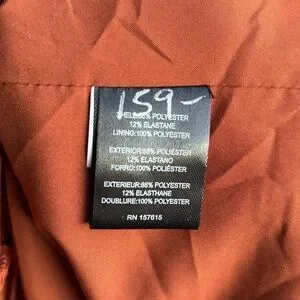 159-
SHELL:88% POLYESTER
12% ELASTANE
LINING:100% POLYESTER
EXTERIOR:88% POLIÉSTER
12% ELASTANO
FORRO:100% POLIÉSTER
EXTERIEUR:88% POLYESTER
12% ELASTHANE
DOUBLURE:100% POLYESTER
RN 157615